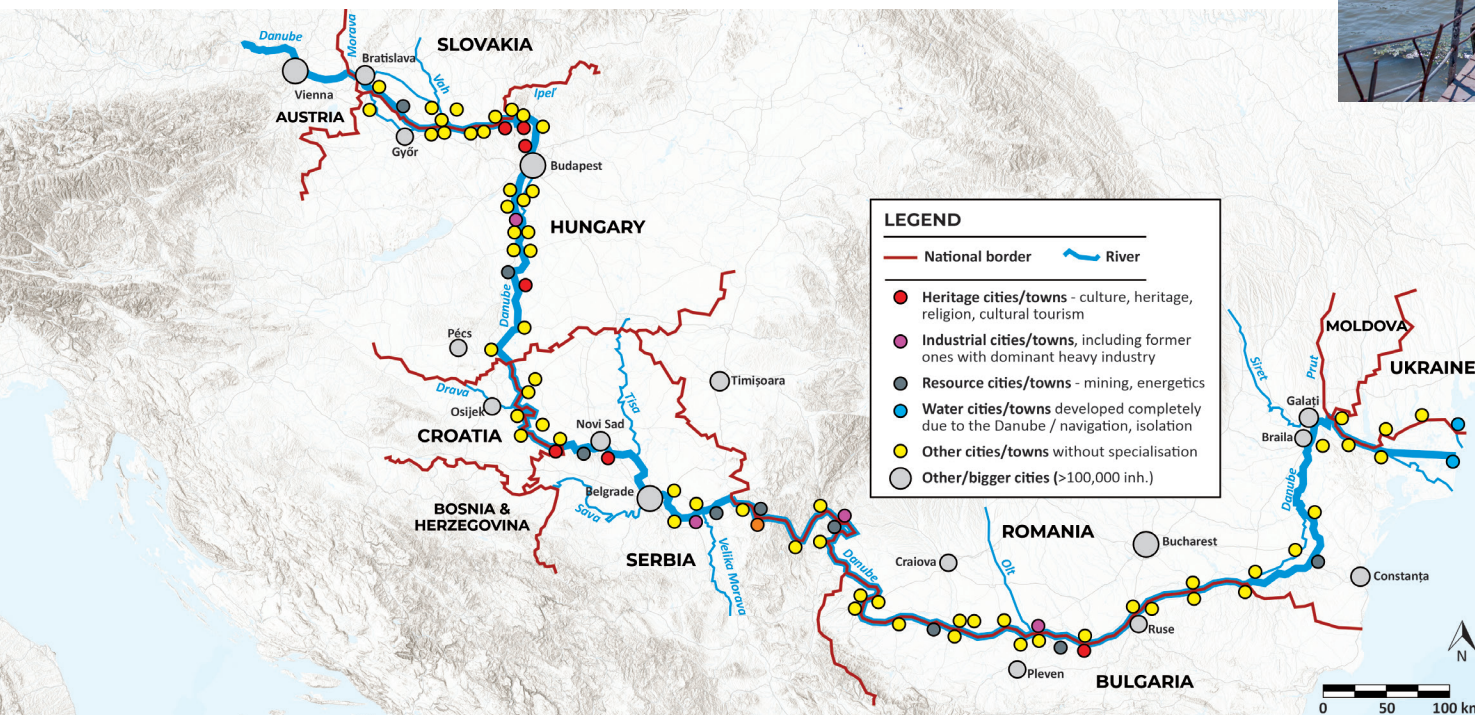 Danube
Morava
SLOVAKIA
Bratislava
Vah
Vienna
Ipeľ
AUSTRIA
Győr
Budapest
HUNGARY
LEGEND
National border
River
Danube
Heritage cities/towns - culture, heritage,
religion, cultural tourism
Industrial cities/towns, including former
ones with dominant heavy industry
Resource cities/towns - mining, energetics
Water cities/towns developed completely
due to the Danube / navigation, isolation
Other cities/towns without specialisation
Other/bigger cities (>100,000 inh.)
MOLDOVA
UKRAINE
Siret
Prut
Pécs
Timișoara
Drava
Osijek
Tisa
Galați
CROATIA
Novi Sad
Braila
Belgrade
Danube
BOSNIA &
HERZEGOVINA
Sava
SERBIA
Velika Morava
ROMANIA
Bucharest
Danube
Craiova
Olt
Constanța
Ruse
Pleven
BULGARIA
N
0 50 100 km